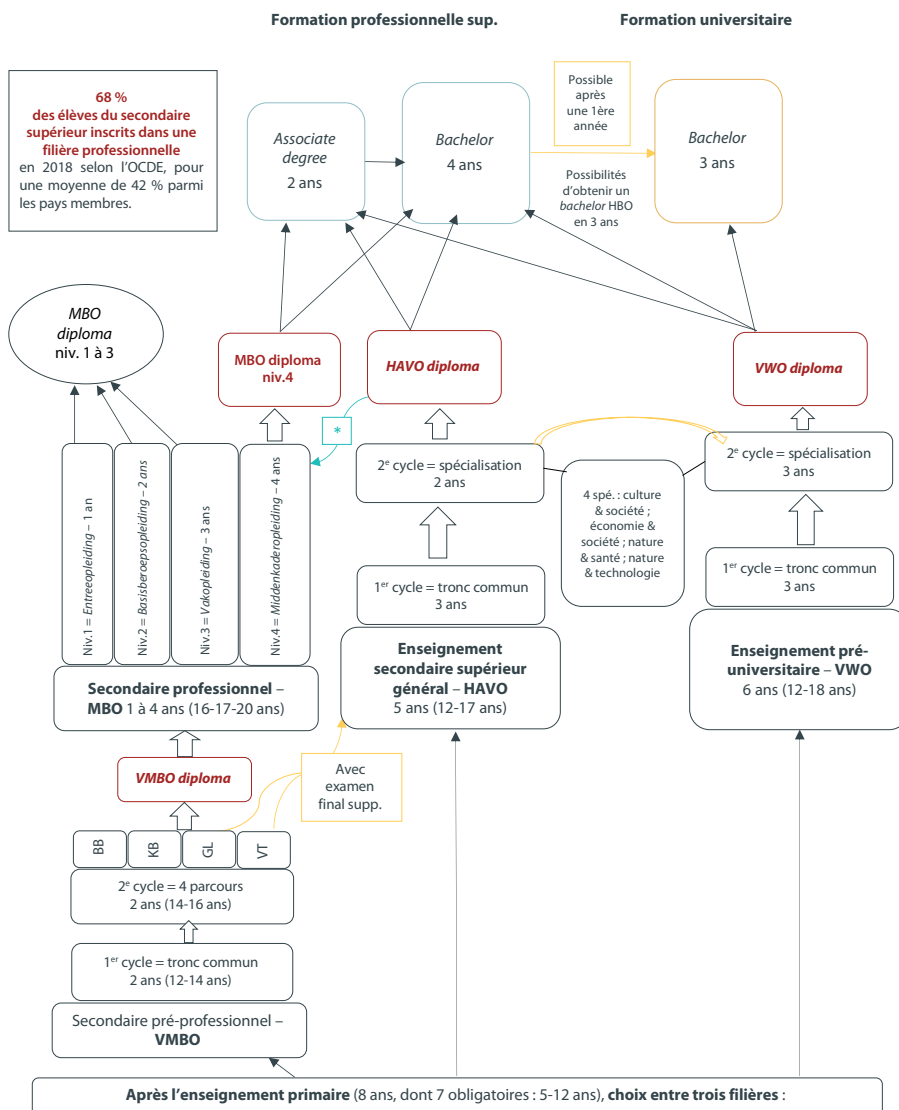 Formation professionnelle sup.
Formation universitaire
68 %
des élèves du secondaire
supérieur inscrits dans une
filière professionnelle
en 2018 selon l'OCDE, pour
une moyenne de 42 % parmi
les pays membres.
Associate
degree
2 ans
Bachelor
4 ans
Possible
après
une 1ère
année
Possibilités
d'obtenir un
bachelor HBO
en 3 ans
Bachelor
3 ans
MBO
diploma
niv. 1 à 3
MBO diploma
niv.4
HAVO diploma
VWO diploma
*
Niv.1 = Entreeopleiding – 1 an
Niv.2 = Basisberoepsopleiding – 2 ans
Niv.3 = Vakopleiding – 3 ans
Niv.4 = Middenkaderopleiding – 4 ans
2e cycle = spécialisation
2 ans
4 spé. : culture
& société ;
économie &
société ; nature
& santé ; nature
& technologie
2e cycle = spécialisation
3 ans
1er cycle = tronc commun
3 ans
1er cycle = tronc commun
3 ans
Secondaire professionnel –
MBO 1 à 4 ans (16-17-20 ans)
Enseignement
secondaire supérieur
général – HAVO
5 ans (12-17 ans)
Enseignement pré-
universitaire – VWO
6 ans (12-18 ans)
VMBO diploma
Avec
examen
final supp.
BB
KB
GL
VT
2e cycle = 4 parcours
2 ans (14-16 ans)
1er cycle = tronc commun
2 ans (12-14 ans)
Secondaire pré-professionnel –
VMBO
Après l'enseignement primaire (8 ans, dont 7 obligatoires : 5-12 ans), choix entre trois filières :